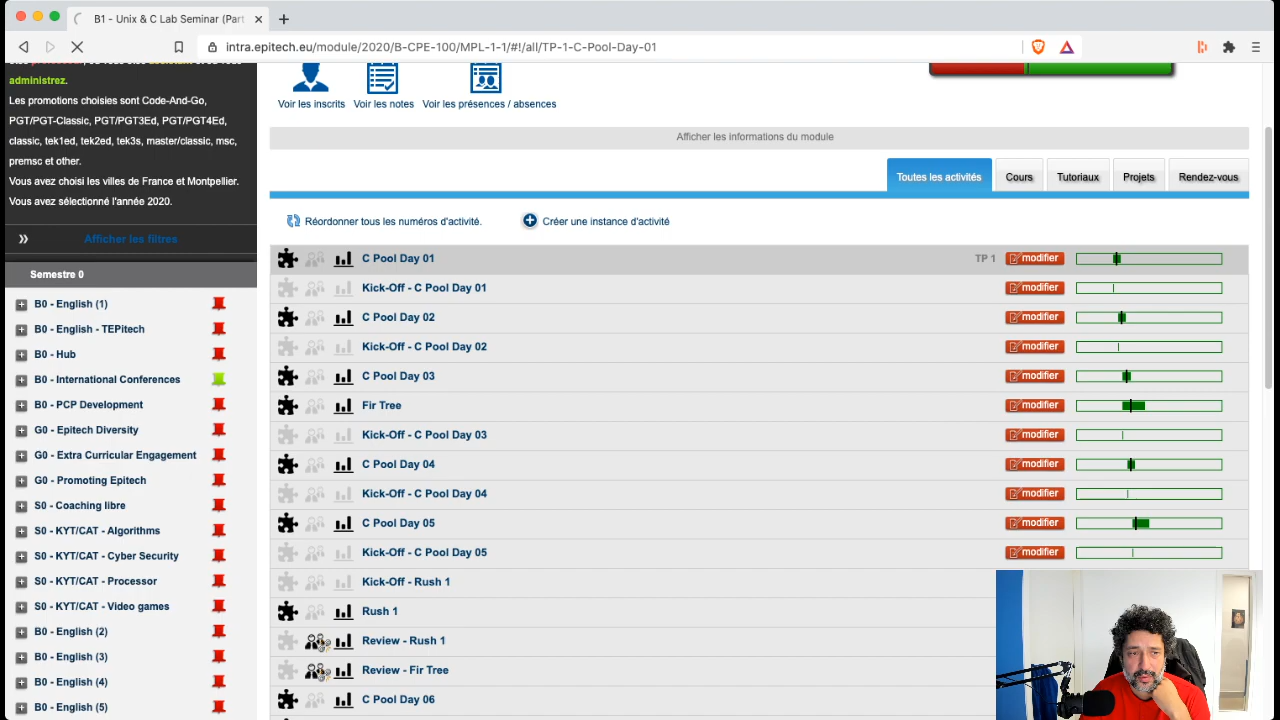 B1 - Unix & C Lab Seminar (Part
intra.epitech.eu/module/2020/B-CPE-100/MPL-1-1/#!/all/TP-1-C-Pool-Day-01
administrez.
Les promotions choisies sont Code-And-Go,
PGT/PGT-Classic, PGT/PGT3Ed, PGT/PGT4Ed,
classic, tek1ed, tek2ed, tek3s, master/classic, msc,
premsc et other.
Vous avez choisi les villes de France et Montpellier.
Vous avez sélectionné l'année 2020.
Afficher les filtres
Semestre 0
B0 - English (1)
B0 - English - TEPitech
B0 - Hub
B0 - International Conferences
B0 - PCP Development
G0 - Epitech Diversity
G0 - Extra Curricular Engagement
G0 - Promoting Epitech
S0 - Coaching libre
S0 - KYT/CAT - Algorithms
S0 - KYT/CAT - Cyber Security
S0 - KYT/CAT - Processor
S0 - KYT/CAT - Video games
B0 - English (2)
B0 - English (3)
B0 - English (4)
B0 - English (5)
Voir les inscrits Voir les notes Voir les présences / absences
Afficher les informations du module
Toutes les activités Cours Tutoriaux Projets Rendez-vous
Réordonner tous les numéros d'activité. Créer une instance d'activité
C Pool Day 01 TP 1 modifier
Kick-Off - C Pool Day 01 modifier
C Pool Day 02 modifier
Kick-Off - C Pool Day 02 modifier
C Pool Day 03 modifier
Fir Tree modifier
Kick-Off - C Pool Day 03 modifier
C Pool Day 04 modifier
Kick-Off - C Pool Day 04 modifier
C Pool Day 05 modifier
Kick-Off - C Pool Day 05 modifier
Kick-Off - Rush 1
Rush 1
Review - Rush 1
Review - Fir Tree
C Pool Day 06